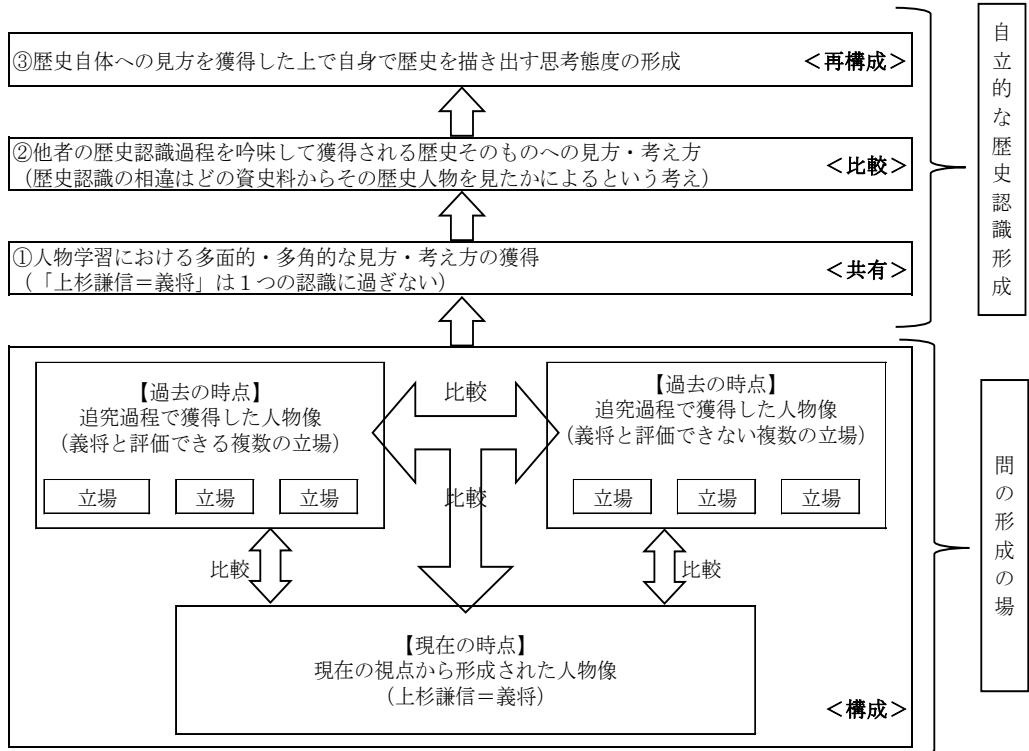 ③歴史自体への見方を獲得した上で自身で歴史を描き出す思考態度の形成
＜再構成＞
②他者の歴史認識過程を吟味して獲得される歴史そのものへの見方・考え方
（歴史認識の相違はどの資史料からその歴史人物を見たかによるという考え）
＜比較＞
①人物学習における多面的・多角的な見方・考え方の獲得
（「上杉謙信＝義将」は１つの認識に過ぎない）
＜共有＞
自立的な歴史認識形成
【過去の時点】
追究過程で獲得した人物像
（義将と評価できる複数の立場）
立場
立場
立場
比較
比較
【過去の時点】
追究過程で獲得した人物像
（義将と評価できない複数の立場）
立場
立場
立場
比較
比較
【現在の時点】
現在の視点から形成された人物像
（上杉謙信＝義将）
＜構成＞
問の形成の場